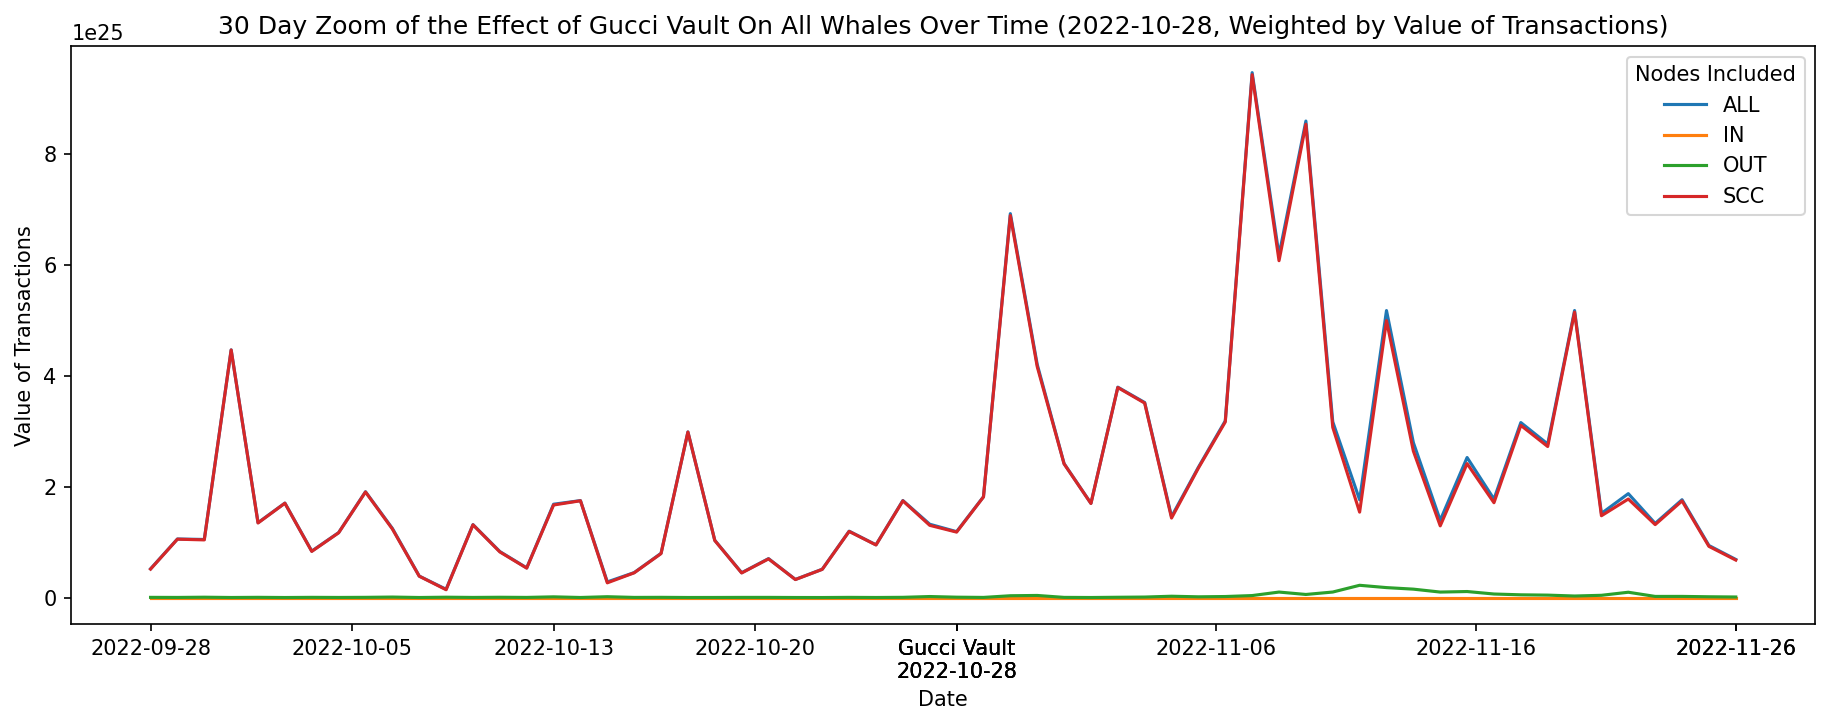 30 Day Zoom of the Effect of Gucci Vault On All Whales Over Time (2022-10-28, Weighted by Value of Transactions)
1e25
Nodes Included
ALL
IN
OUT
SCC
8
6
4
2
0
Value of Transactions
2022-09-28
2022-10-05
2022-10-13
2022-10-20
Gucci Vault
2022-10-28
2022-11-06
2022-11-16
2022-11-26
Date